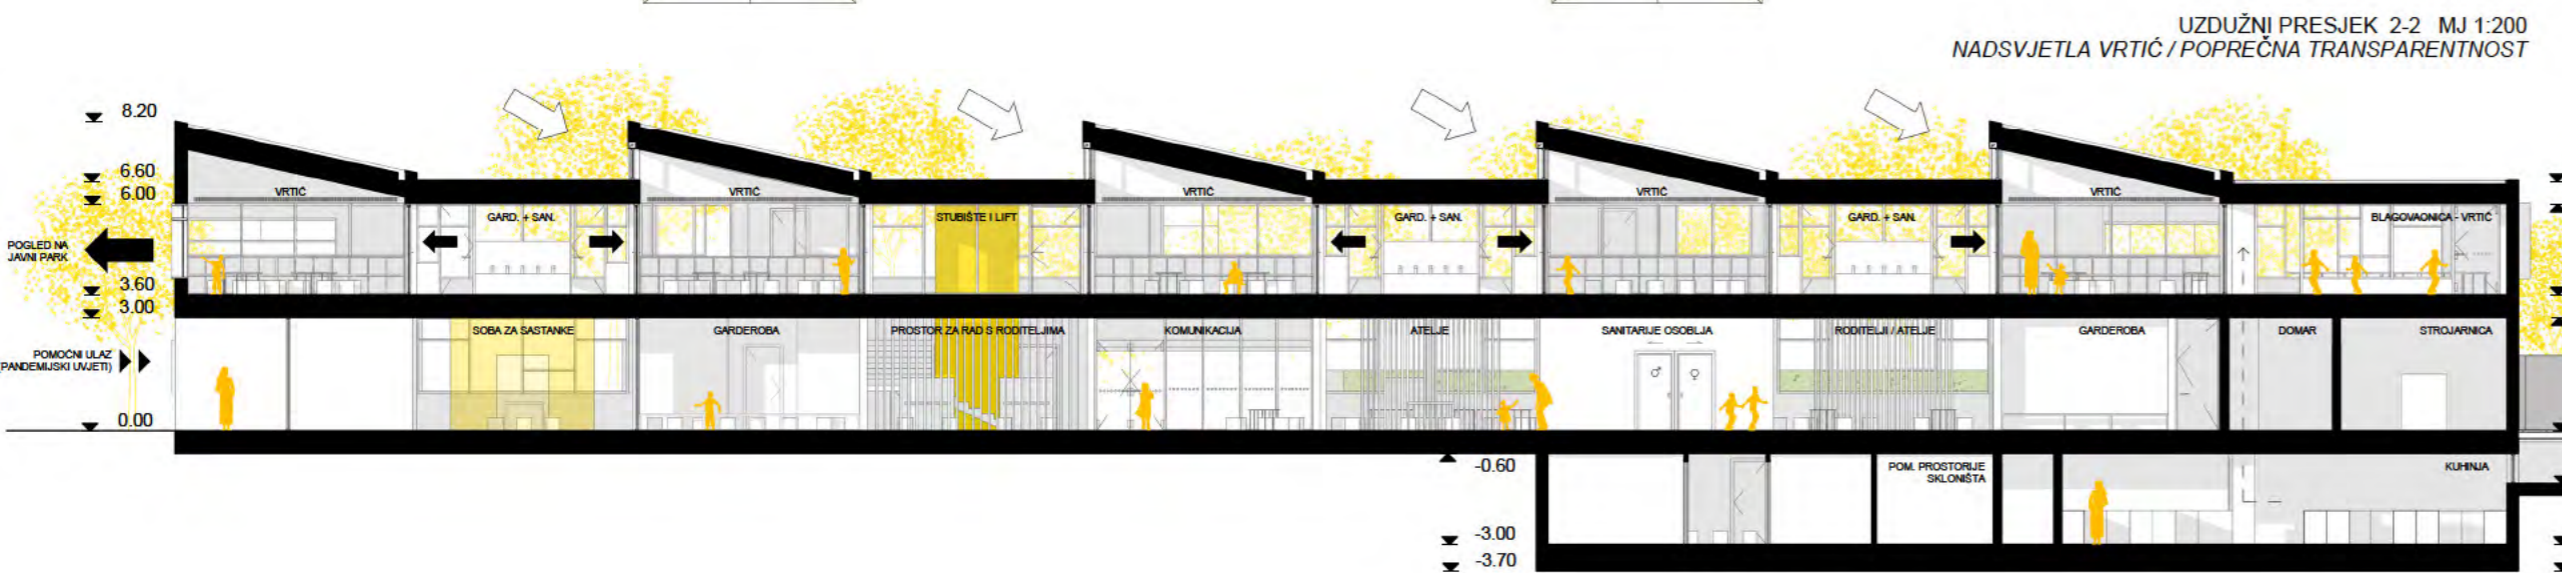 UZDUŽNI PRESJEK 2-2 MJ 1:200
NADSVJETLA VRTIĆ / POPREČNA TRANSPARENTNOST
8.20
6.60
6.00
3.60
3.00
0.00
POGLED NA
JAVNI PARK
POMOĆNI ULAZ
(PANDEMIJSKI UVJETI)
VRTIĆ
GARD. + SAN.
VRTIĆ
STUBIŠTE I LIFT
VRTIĆ
GARD. + SAN.
VRTIĆ
GARD. + SAN.
VRTIĆ
BLAGOVAONICA - VRTIĆ
SOBA ZA SASTANKE
GARDEROBA
PROSTOR ZA RAD S RODITELJIMA
KOMUNIKACIJA
ATELJE
SANITARIJE OSOBLJA
RODITELJI / ATELJE
GARDEROBA
DOMAR
STROJARNICA
-0.60
-3.00
-3.70
POM. PROSTORIJE
SKLONIŠTA
KUHINJA